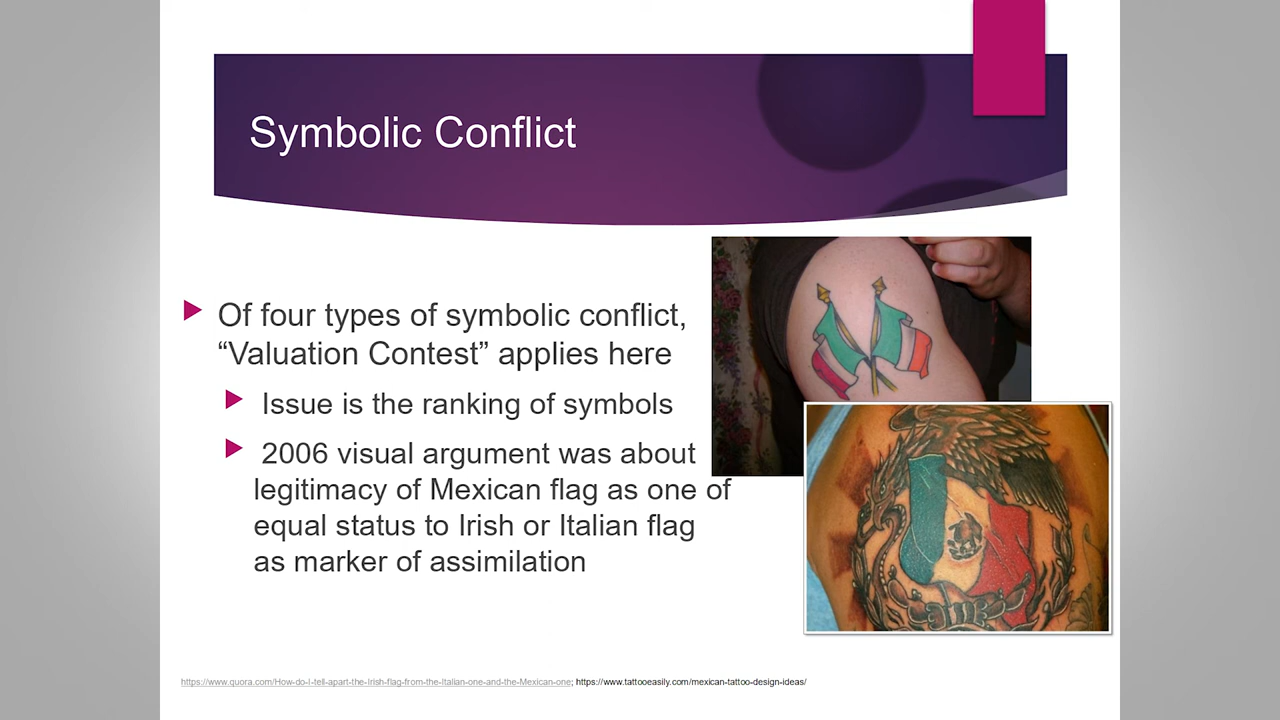 Symbolic Conflict
Of four types of symbolic conflict,
“Valuation Contest” applies here
Issue is the ranking of symbols
2006 visual argument was about
legitimacy of Mexican flag as one of
equal status to Irish or Italian flag
as marker of assimilation
https://www.quora.com/How-do-I-tell-apart-the-Irish-flag-from-the-Italian-one-and-the-Mexican-one; https://www.tattooeasily.com/mexican-tattoo-design-ideas/